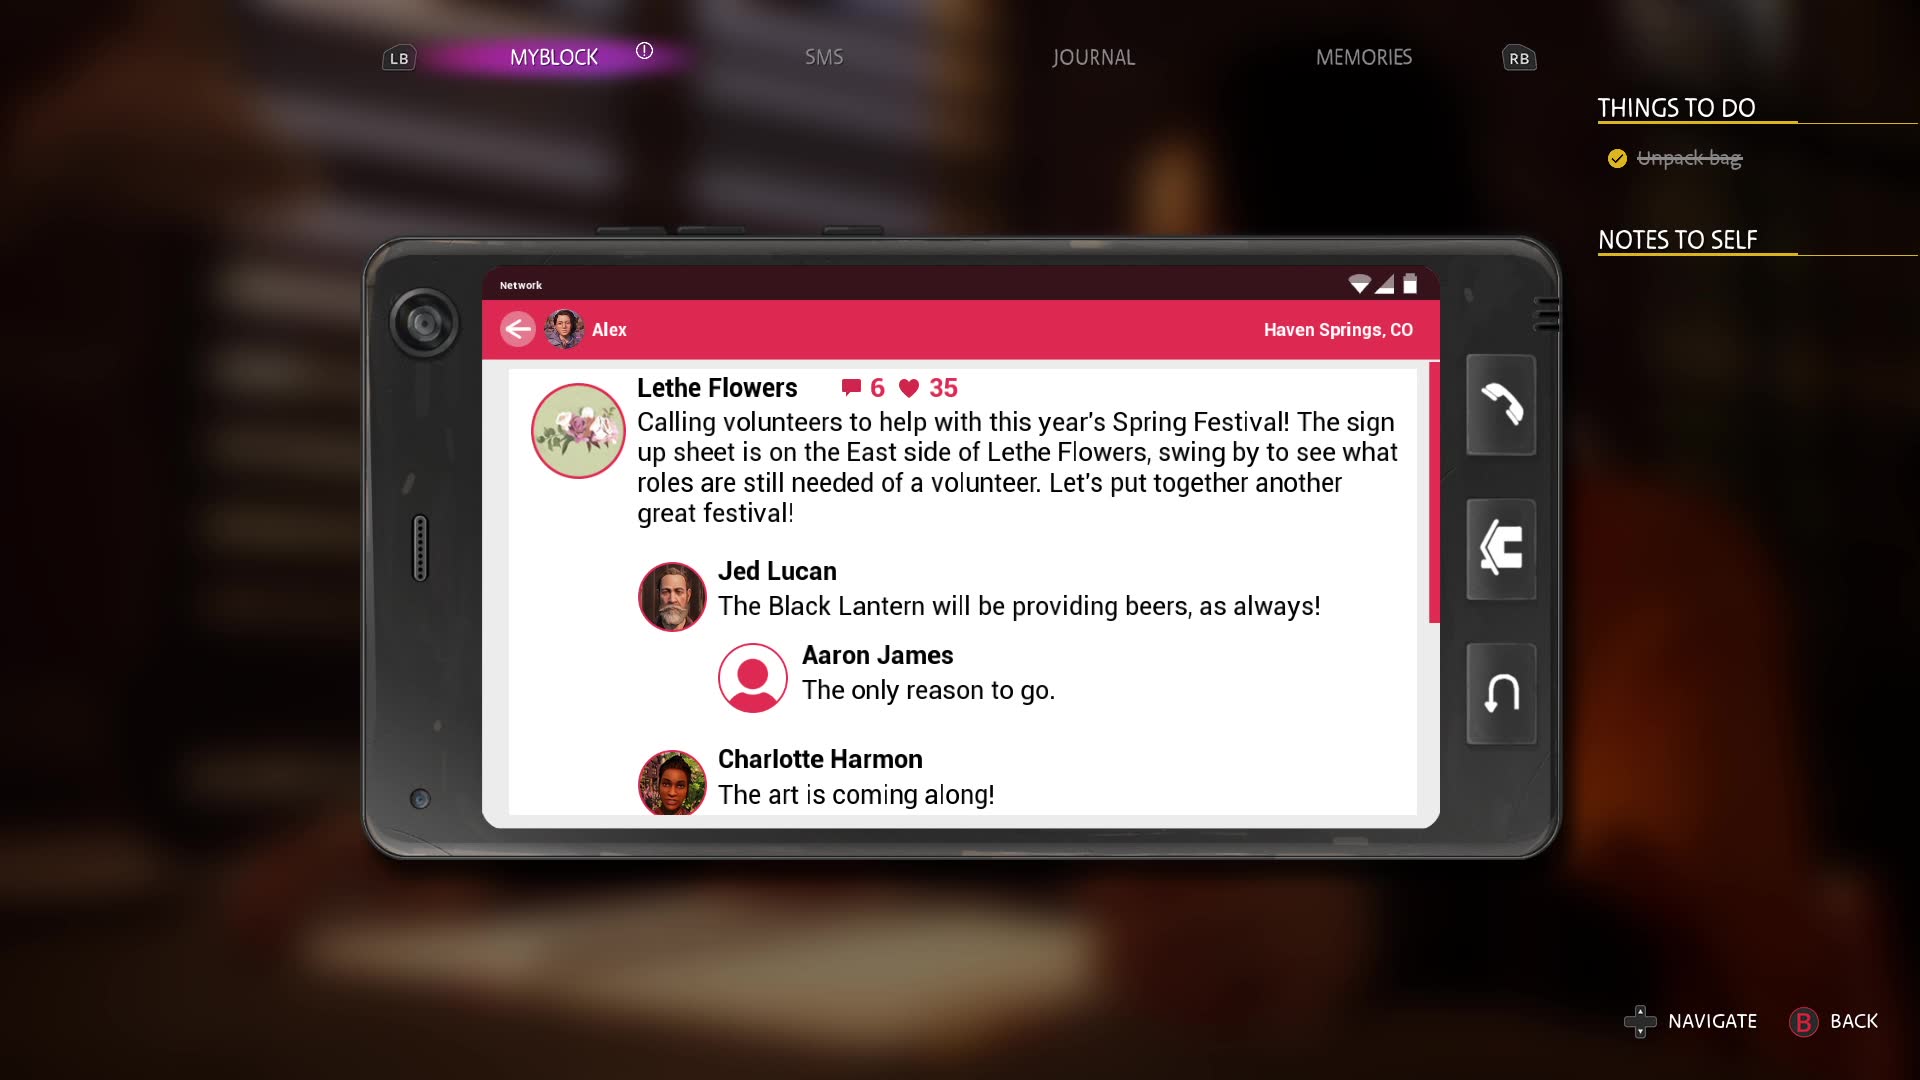 LB
MYBLOCK
SMS
JOURNAL
MEMORIES
RB
THINGS TO DO
Unpack bag
NOTES TO SELF
Network
Alex
Haven Springs, CO
Lethe Flowers 6 35
Calling volunteers to help with this year's Spring Festival! The sign
up sheet is on the East side of Lethe Flowers, swing by to see what
roles are still needed of a volunteer. Let's put together another
great festival!
Jed Lucan
The Black Lantern will be providing beers, as always!
Aaron James
The only reason to go.
Charlotte Harmon
The art is coming along!
NAVIGATE
B BACK